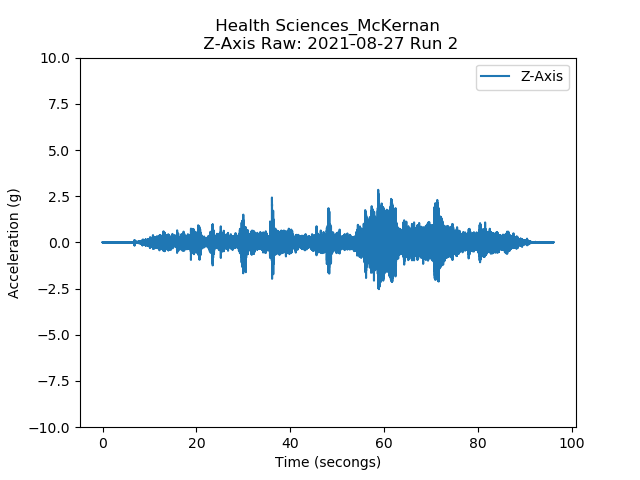 Health Sciences_McKernan
Z-Axis Raw: 2021-08-27 Run 2
Z-Axis
10.0
7.5
5.0
2.5
0.0
−2.5
−5.0
−7.5
−10.0
Acceleration (g)
0 20 40 60 80 100
Time (secongs)